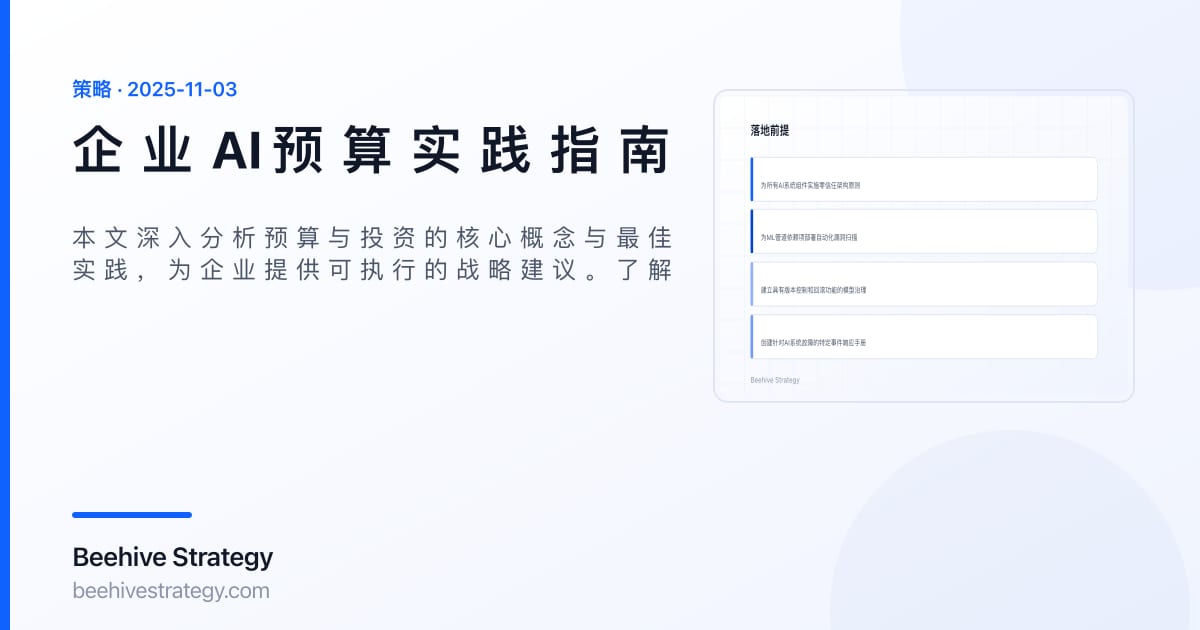 策略 · 2025-11-03
企业AI预算实践指南
本文深入分析预算与投资的核心概念与最佳
实践，为企业提供可执行的战略建议。了解
落地前提
为所有AI系统组件实施零信任架构原则
为ML管道依赖项部署自动化漏洞扫描
建立具有版本控制和回滚功能的模型治理
创建针对AI系统故障的特定事件响应手册
Beehive Strategy
Beehive Strategy
beehivestrategy.com